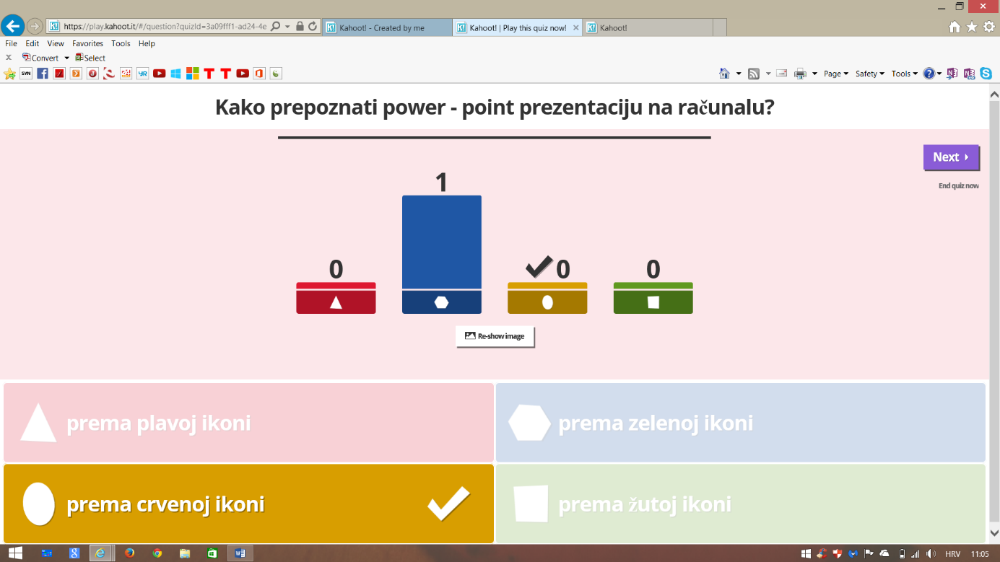 https://play.kahoot.it/#/question?quizId=3a09fff1-ad24-4e
Kahoot! - Created by me
Kahoot! | Play this quiz now!
Kahoot!
File Edit View Favorites Tools Help
x Convert Select
SYN YR Page Safety Tools
Kako prepoznati power - point prezentaciju na računalu?
Next
End quiz now
1
0
0
0
Re-show image
prema plavoj ikoni
prema zelenoj ikoni
prema crvenoj ikoni
prema žutoj ikoni
HRV 11:05